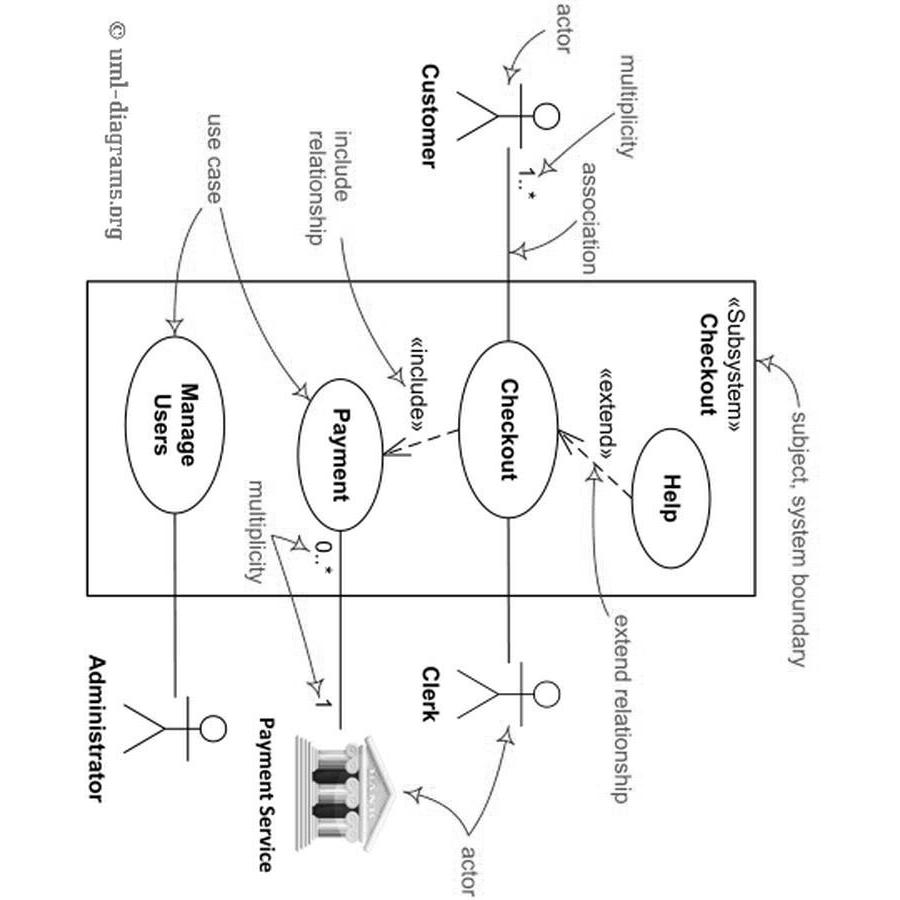 subject, system boundary
«Subsystem»
Checkout
Help
extend relationship
multiplicity
actor
association
«extend»
1..*
Customer
Checkout
Clerk
actor
«include»
include
relationship
Payment
0..*
1
BANK
multiplicity
Payment Service
use case
Manage
Users
Administrator
© uml-diagrams.org